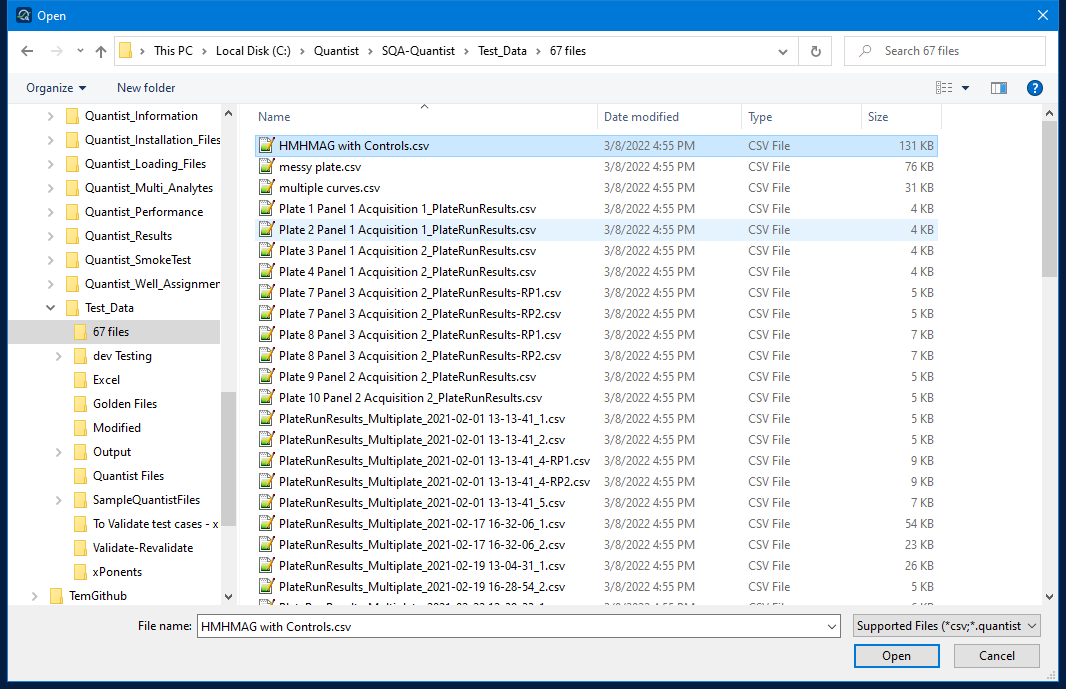 Open
This PC > Local Disk (C:) > Quantist > SQA-Quantist > Test_Data > 67 files
Search 67 files
Organize New folder
Quantist_Information
Quantist_Installation_Files
Quantist_Loading_Files
Quantist_Multi_Analytes
Quantist_Performance
Quantist_Results
Quantist_SmokeTest
Quantist_Well_Assignmen
Test_Data
67 files
dev Testing
Excel
Golden Files
Modified
Output
Quantist Files
SampleQuantistFiles
To Validate test cases - x
Validate-Revalidate
xPonents
TemGithub
Name Date modified Type Size
HMHMAG with Controls.csv 3/8/2022 4:55 PM CSV File 131 KB
messy plate.csv 3/8/2022 4:55 PM CSV File 76 KB
multiple curves.csv 3/8/2022 4:55 PM CSV File 31 KB
Plate 1 Panel 1 Acquisition 1_PlateRunResults.csv 3/8/2022 4:55 PM CSV File 4 KB
Plate 2 Panel 1 Acquisition 1_PlateRunResults.csv 3/8/2022 4:55 PM CSV File 4 KB
Plate 3 Panel 1 Acquisition 2_PlateRunResults.csv 3/8/2022 4:55 PM CSV File 4 KB
Plate 4 Panel 1 Acquisition 2_PlateRunResults.csv 3/8/2022 4:55 PM CSV File 4 KB
Plate 7 Panel 3 Acquisition 2_PlateRunResults-RP1.csv 3/8/2022 4:55 PM CSV File 5 KB
Plate 7 Panel 3 Acquisition 2_PlateRunResults-RP2.csv 3/8/2022 4:55 PM CSV File 5 KB
Plate 8 Panel 3 Acquisition 2_PlateRunResults-RP1.csv 3/8/2022 4:55 PM CSV File 7 KB
Plate 8 Panel 3 Acquisition 2_PlateRunResults-RP2.csv 3/8/2022 4:55 PM CSV File 7 KB
Plate 9 Panel 2 Acquisition 2_PlateRunResults.csv 3/8/2022 4:55 PM CSV File 5 KB
Plate 10 Panel 2 Acquisition 2_PlateRunResults.csv 3/8/2022 4:55 PM CSV File 5 KB
PlateRunResults_Multiplate_2021-02-01 13-13-41_1.csv 3/8/2022 4:55 PM CSV File 5 KB
PlateRunResults_Multiplate_2021-02-01 13-13-41_2.csv 3/8/2022 4:55 PM CSV File 5 KB
PlateRunResults_Multiplate_2021-02-01 13-13-41_4-RP1.csv 3/8/2022 4:55 PM CSV File 9 KB
PlateRunResults_Multiplate_2021-02-01 13-13-41_4-RP2.csv 3/8/2022 4:55 PM CSV File 9 KB
PlateRunResults_Multiplate_2021-02-01 13-13-41_5.csv 3/8/2022 4:55 PM CSV File 7 KB
PlateRunResults_Multiplate_2021-02-17 16-32-06_1.csv 3/8/2022 4:55 PM CSV File 54 KB
PlateRunResults_Multiplate_2021-02-17 16-32-06_2.csv 3/8/2022 4:55 PM CSV File 23 KB
PlateRunResults_Multiplate_2021-02-19 13-04-31_1.csv 3/8/2022 4:55 PM CSV File 26 KB
PlateRunResults_Multiplate_2021-02-19 16-28-54_2.csv 3/8/2022 4:55 PM CSV File 5 KB
File name: HMHMAG with Controls.csv Supported Files (*csv;*.quantist
Open Cancel